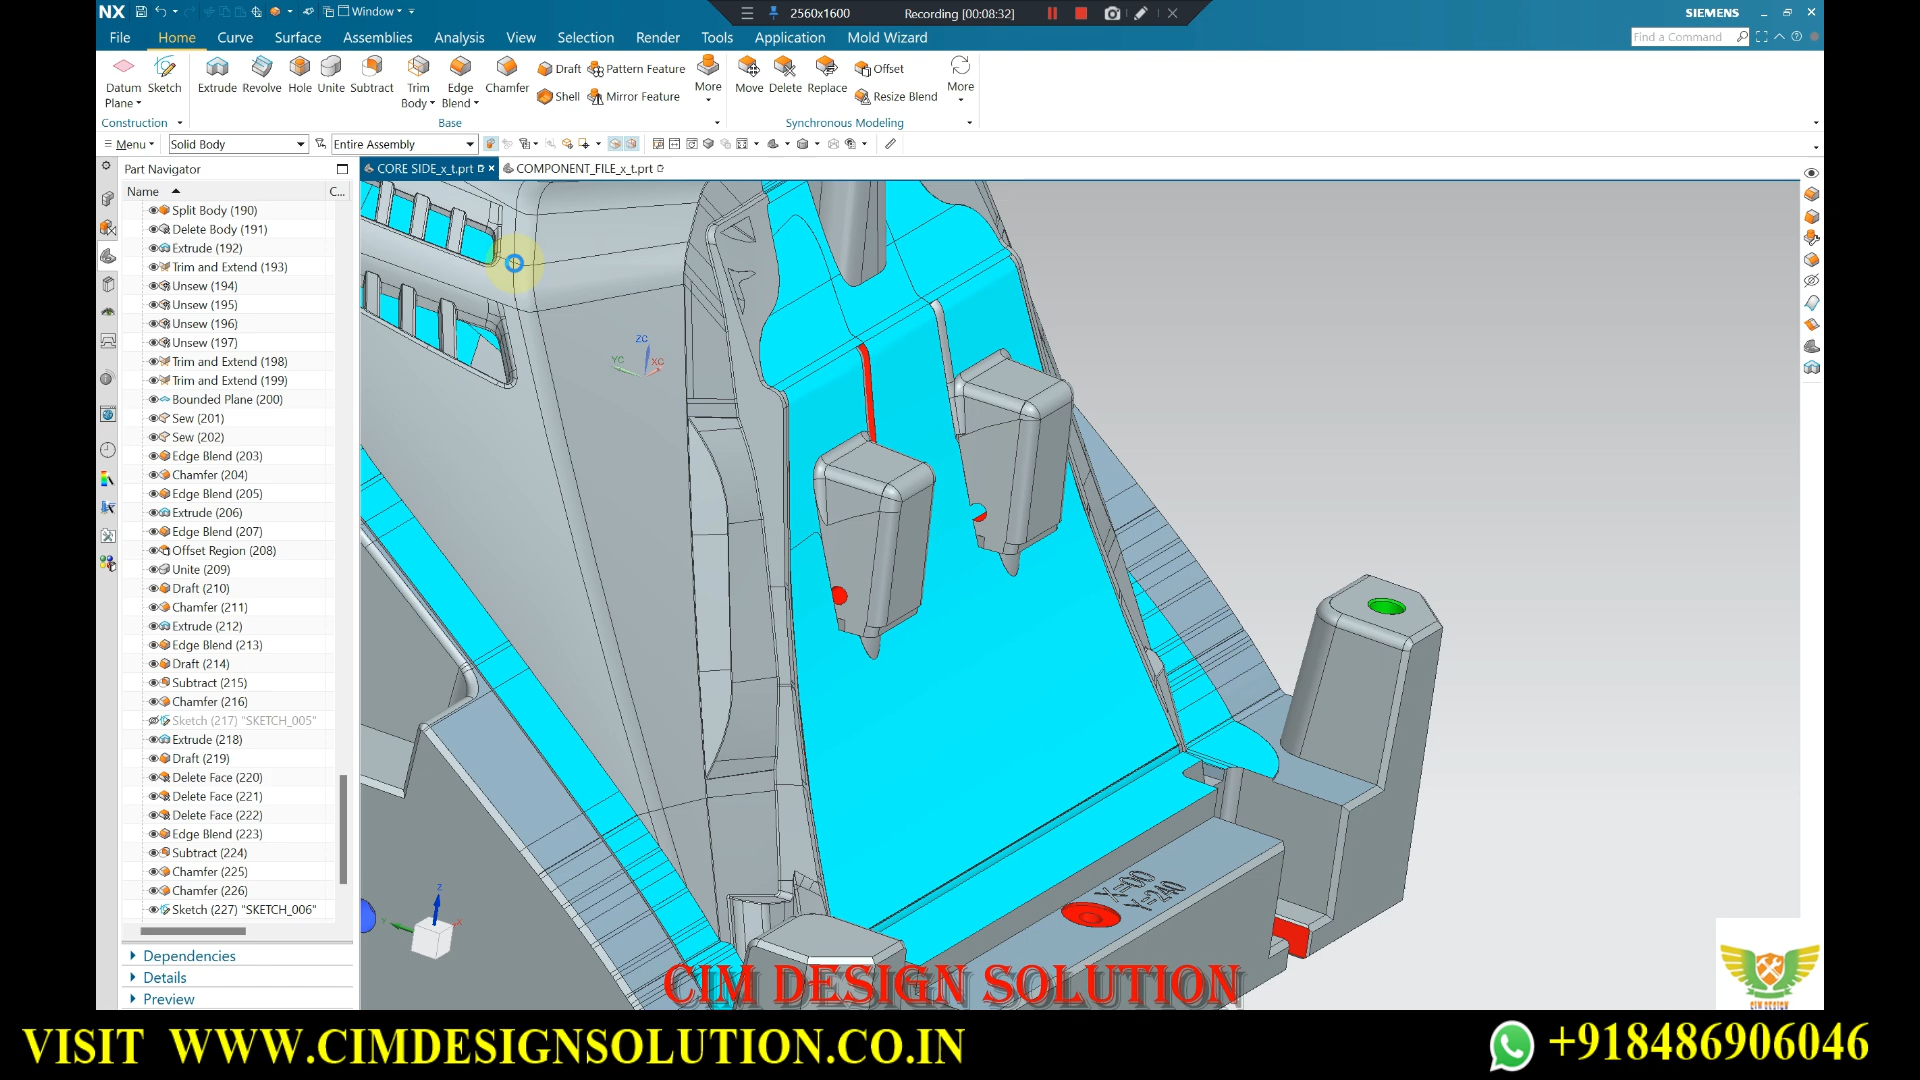 NX Window 2560x1600 Recording [00:08:32] SIEMENS
File Home Curve Surface Assemblies Analysis View Selection Render Tools Application Mold Wizard Find a Command
Datum Plane Sketch Extrude Revolve Hole Unite Subtract Trim Body Edge Blend Chamfer Draft Pattern Feature More Move Delete Replace Offset More
Shell Mirror Feature Resize Blend
Construction Base Synchronous Modeling
Menu Solid Body Entire Assembly
Part Navigator CORE SIDE_x_t.prt COMPONENT_FILE_x_t.prt
Name C...
Split Body (190)
Delete Body (191)
Extrude (192)
Trim and Extend (193)
Unsew (194)
Unsew (195)
Unsew (196)
Unsew (197)
Trim and Extend (198)
Trim and Extend (199)
Bounded Plane (200)
Sew (201)
Sew (202)
Edge Blend (203)
Chamfer (204)
Edge Blend (205)
Extrude (206)
Edge Blend (207)
Offset Region (208)
Unite (209)
Draft (210)
Chamfer (211)
Extrude (212)
Edge Blend (213)
Draft (214)
Subtract (215)
Chamfer (216)
Sketch (217) "SKETCH_005"
Extrude (218)
Draft (219)
Delete Face (220)
Delete Face (221)
Delete Face (222)
Edge Blend (223)
Subtract (224)
Chamfer (225)
Chamfer (226)
Sketch (227) "SKETCH_006"
Dependencies
Details
Preview
ZC
YC
XC
Z
CIM DESIGN SOLUTION
VISIT WWW.CIMDESIGNSOLUTION.CO.IN
+918486906046